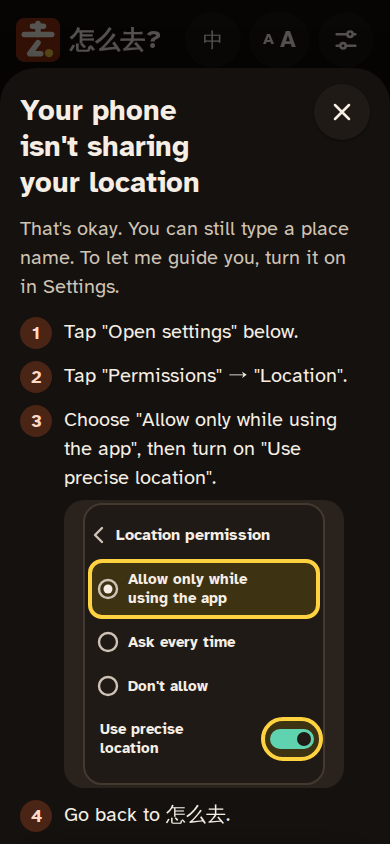 去 怎么去? 中 A A
Your phone
isn't sharing
your location
That's okay. You can still type a place
name. To let me guide you, turn it on
in Settings.
1 Tap "Open settings" below.
2 Tap "Permissions" → "Location".
3 Choose "Allow only while using
the app", then turn on "Use
precise location".
Location permission
Allow only while
using the app
Ask every time
Don't allow
Use precise
location
4 Go back to 怎么去.